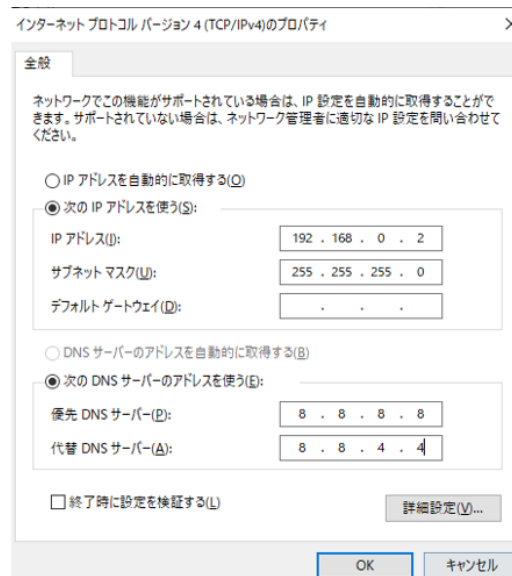 インターネット プロトコル バージョン 4 (TCP/IPv4)のプロパティ
全般
ネットワークでこの機能がサポートされている場合は、IP 設定を自動的に取得することがで
きます。サポートされていない場合は、ネットワーク管理者に適切な IP 設定を問い合わせて
ください。
IP アドレスを自動的に取得する(O)
次の IP アドレスを使う(S):
IP アドレス(I): 192 . 168 . 0 . 2
サブネット マスク(U): 255 . 255 . 255 . 0
デフォルト ゲートウェイ(D): . . .
DNS サーバーのアドレスを自動的に取得する(B)
次の DNS サーバーのアドレスを使う(E):
優先 DNS サーバー(P): 8 . 8 . 8 . 8
代替 DNS サーバー(A): 8 . 8 . 4 . 4
終了時に設定を検証する(L)
詳細設定(V)...
OK キャンセル